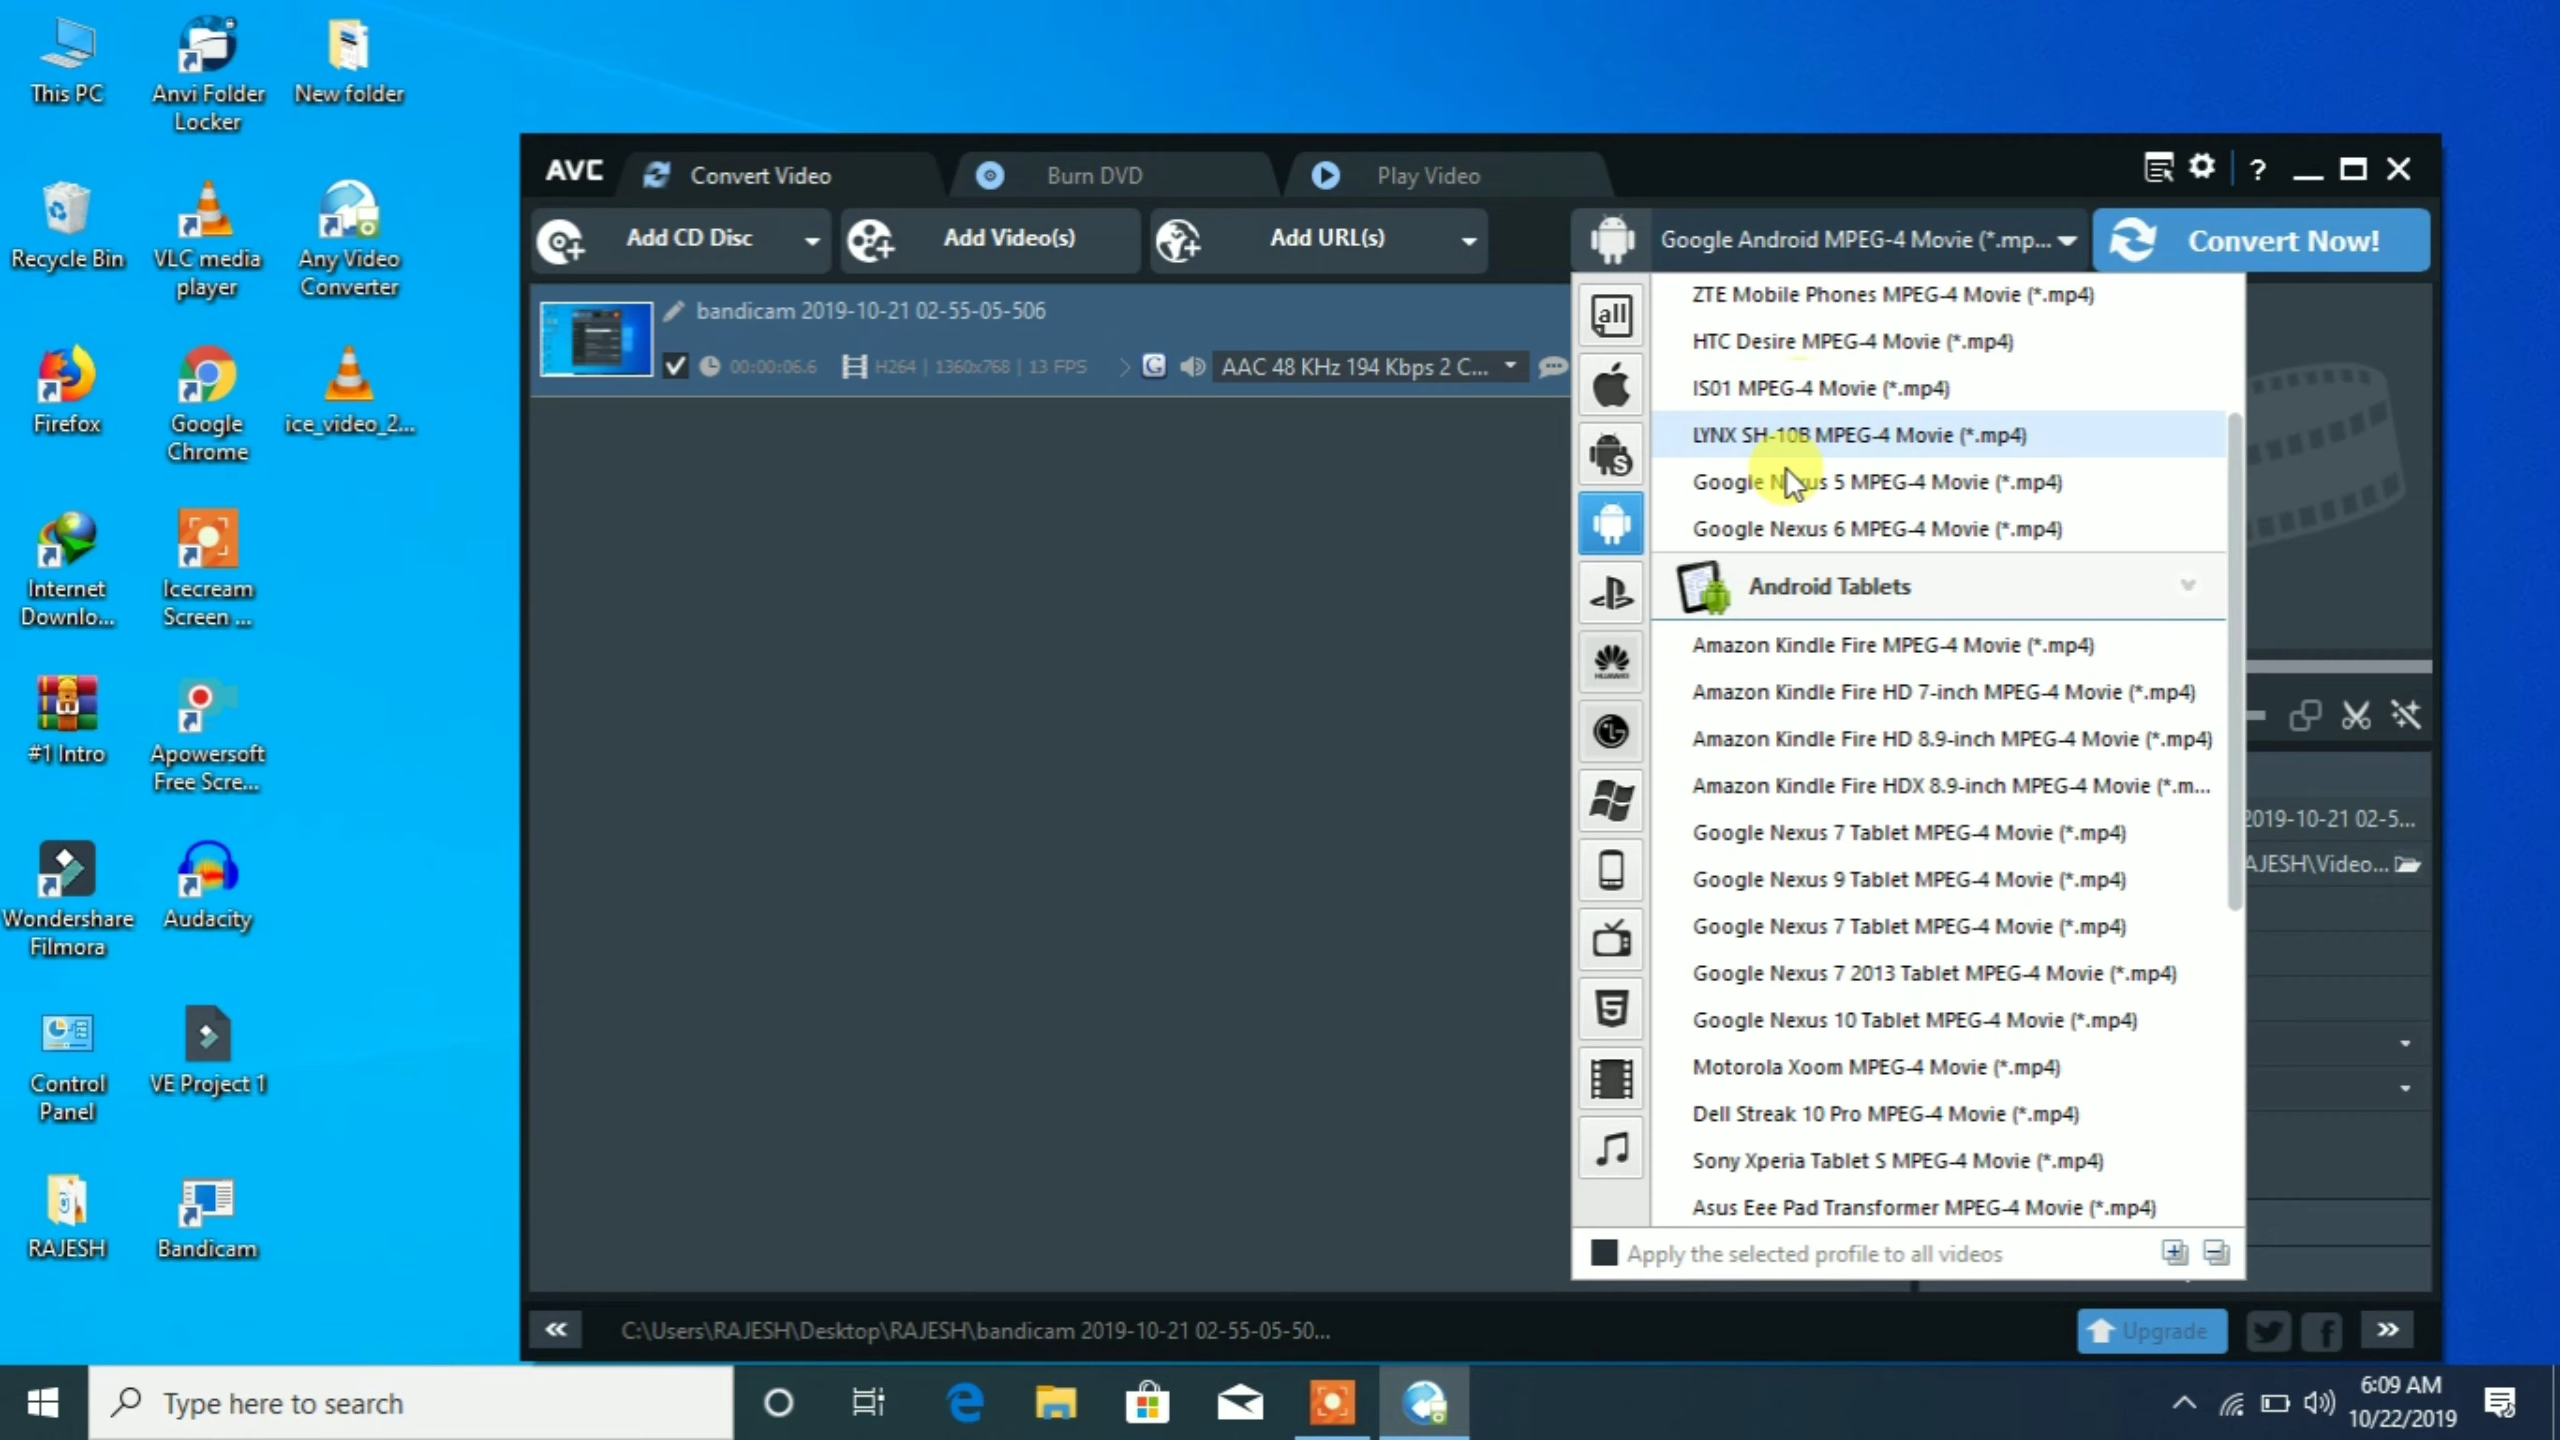 This PC
Anvi Folder
Locker
New folder
Recycle Bin
VLC media
player
Any Video
Converter
Firefox
Google
Chrome
ice_video_2...
Internet
Downlo...
Icecream
Screen ...
#1 Intro
Apowersoft
Free Scre...
Wondershare
Filmora
Audacity
Control
Panel
VE Project 1
RAJESH
Bandicam
AVC
Convert Video
Burn DVD
Play Video
?
Add CD Disc
Add Video(s)
Add URL(s)
Google Android MPEG-4 Movie (*.mp...
Convert Now!
bandicam 2019-10-21 02-55-05-506
00:00:06.6
H264 | 1360x768 | 13 FPS
AAC 48 KHz 194 Kbps 2 C...
all
HUAWEI
ZTE Mobile Phones MPEG-4 Movie (*.mp4)
HTC Desire MPEG-4 Movie (*.mp4)
IS01 MPEG-4 Movie (*.mp4)
LYNX SH-10B MPEG-4 Movie (*.mp4)
Google Nexus 5 MPEG-4 Movie (*.mp4)
Google Nexus 6 MPEG-4 Movie (*.mp4)
Android Tablets
Amazon Kindle Fire MPEG-4 Movie (*.mp4)
Amazon Kindle Fire HD 7-inch MPEG-4 Movie (*.mp4)
Amazon Kindle Fire HD 8.9-inch MPEG-4 Movie (*.mp4)
Amazon Kindle Fire HDX 8.9-inch MPEG-4 Movie (*.m...
Google Nexus 7 Tablet MPEG-4 Movie (*.mp4)
Google Nexus 9 Tablet MPEG-4 Movie (*.mp4)
Google Nexus 7 Tablet MPEG-4 Movie (*.mp4)
Google Nexus 7 2013 Tablet MPEG-4 Movie (*.mp4)
Google Nexus 10 Tablet MPEG-4 Movie (*.mp4)
Motorola Xoom MPEG-4 Movie (*.mp4)
Dell Streak 10 Pro MPEG-4 Movie (*.mp4)
Sony Xperia Tablet S MPEG-4 Movie (*.mp4)
Asus Eee Pad Transformer MPEG-4 Movie (*.mp4)
Apply the selected profile to all videos
2019-10-21 02-5...
AJESH\Video...
C:\Users\RAJESH\Desktop\RAJESH\bandicam 2019-10-21 02-55-05-50...
Upgrade
Type here to search
6:09 AM
10/22/2019